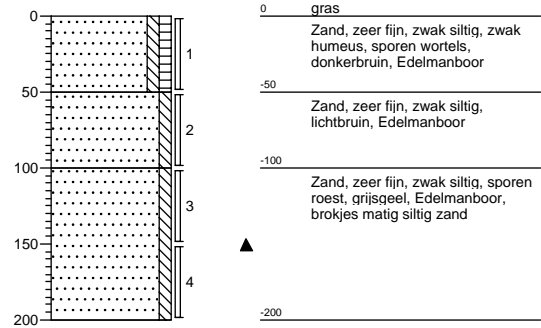 0
50
100
150
200
1
2
3
4
0
gras
Zand, zeer fijn, zwak siltig, zwak
humeus, sporen wortels,
donkerbruin, Edelmanboor
-50
Zand, zeer fijn, zwak siltig,
lichtbruin, Edelmanboor
-100
Zand, zeer fijn, zwak siltig, sporen
roest, grijsgeel, Edelmanboor,
brokjes matig siltig zand
-200